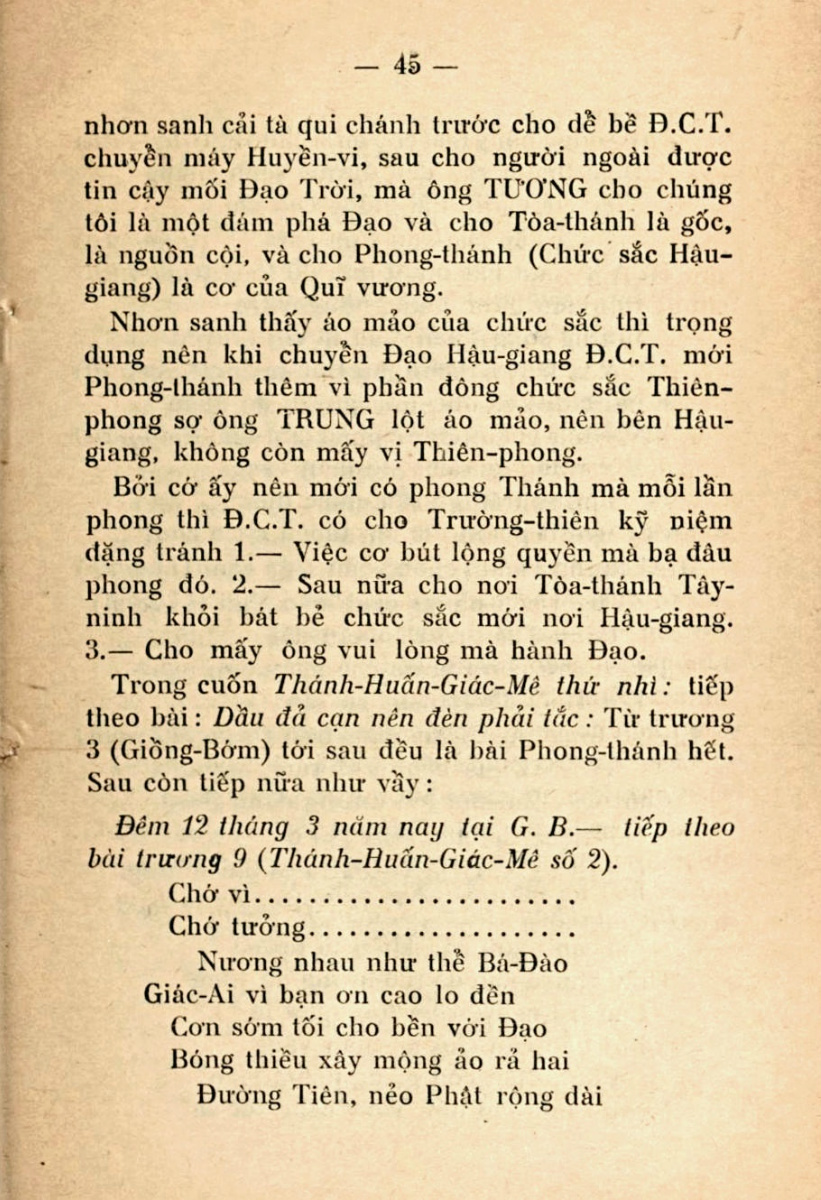 — 45 —
nhơn sanh cải tà qui chánh trước cho dể bề Đ.C.T.
chuyền máy Huyền-vi, sau cho người ngoài được
tin cậy mối Đạo Trời, mà ông TƯƠNG cho chúng
tôi là một đám phá Đạo và cho Tòa-thánh là gốc,
là nguồn cội, và cho Phong-thánh (Chức sắc Hậu-
giang) là cơ của Quĩ vương.
Nhơn sanh thấy áo mảo của chức sắc thì trọng
dụng nên khi chuyền Đạo Hậu-giang Đ.C.T. mới
Phong-thánh thêm vì phần đông chức sắc Thiên-
phong sợ ông TRUNG lột áo mảo, nên bên Hậu-
giang, không còn mấy vị Thiên-phong.
Bởi cớ ấy nên mới có phong Thánh mà mỗi lần
phong thì Đ.C.T. có cho Trường-thiên kỹ niệm
đặng tránh 1.— Việc cơ bút lộng quyền mà bạ đâu
phong đó. 2.— Sau nữa cho nơi Tòa-thánh Tây-
ninh khỏi bát bẻ chức sắc mới nơi Hậu-giang.
3.— Cho mấy ông vui lòng mà hành Đạo.
Trong cuốn Thánh-Huấn-Giác-Mê thứ nhì : tiếp
theo bài : Dầu đả cạn nên đèn phải tắc : Từ trương
3 (Giồng-Bớm) tới sau đều là bài Phong-thánh hết.
Sau còn tiếp nữa như vầy :
Đêm 12 tháng 3 năm nay tại G. B.— tiếp theo
bài trương 9 (Thánh-Huấn-Giác-Mê số 2).
Chớ vì........................
Chớ tưởng....................
Nương nhau như thề Bá-Đào
Giác-Ai vì bạn ơn cao lo đền
Cơn sớm tối cho bền với Đạo
Bóng thiều xây mộng ảo rả hai
Đường Tiên, nẻo Phật rộng dài